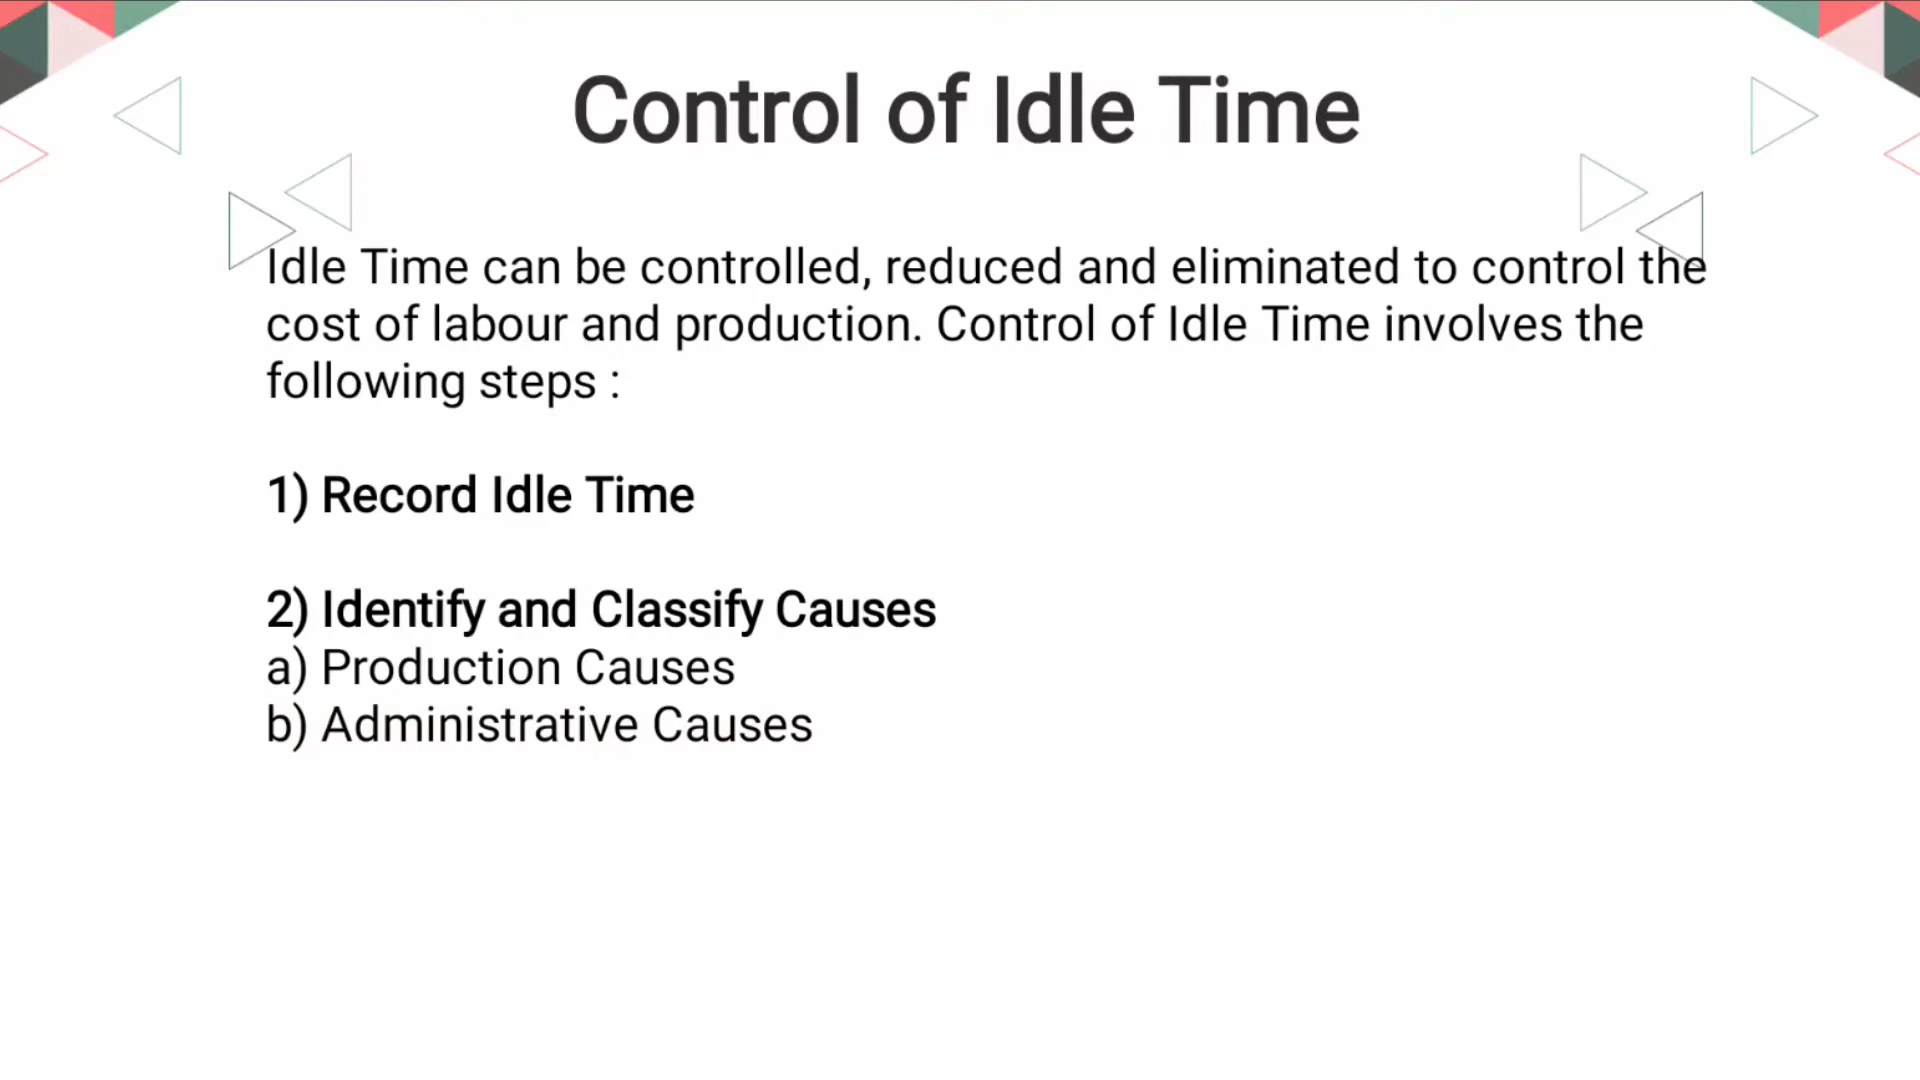 Control of Idle Time
Idle Time can be controlled, reduced and eliminated to control the
cost of labour and production. Control of Idle Time involves the
following steps :
1) Record Idle Time
2) Identify and Classify Causes
a) Production Causes
b) Administrative Causes